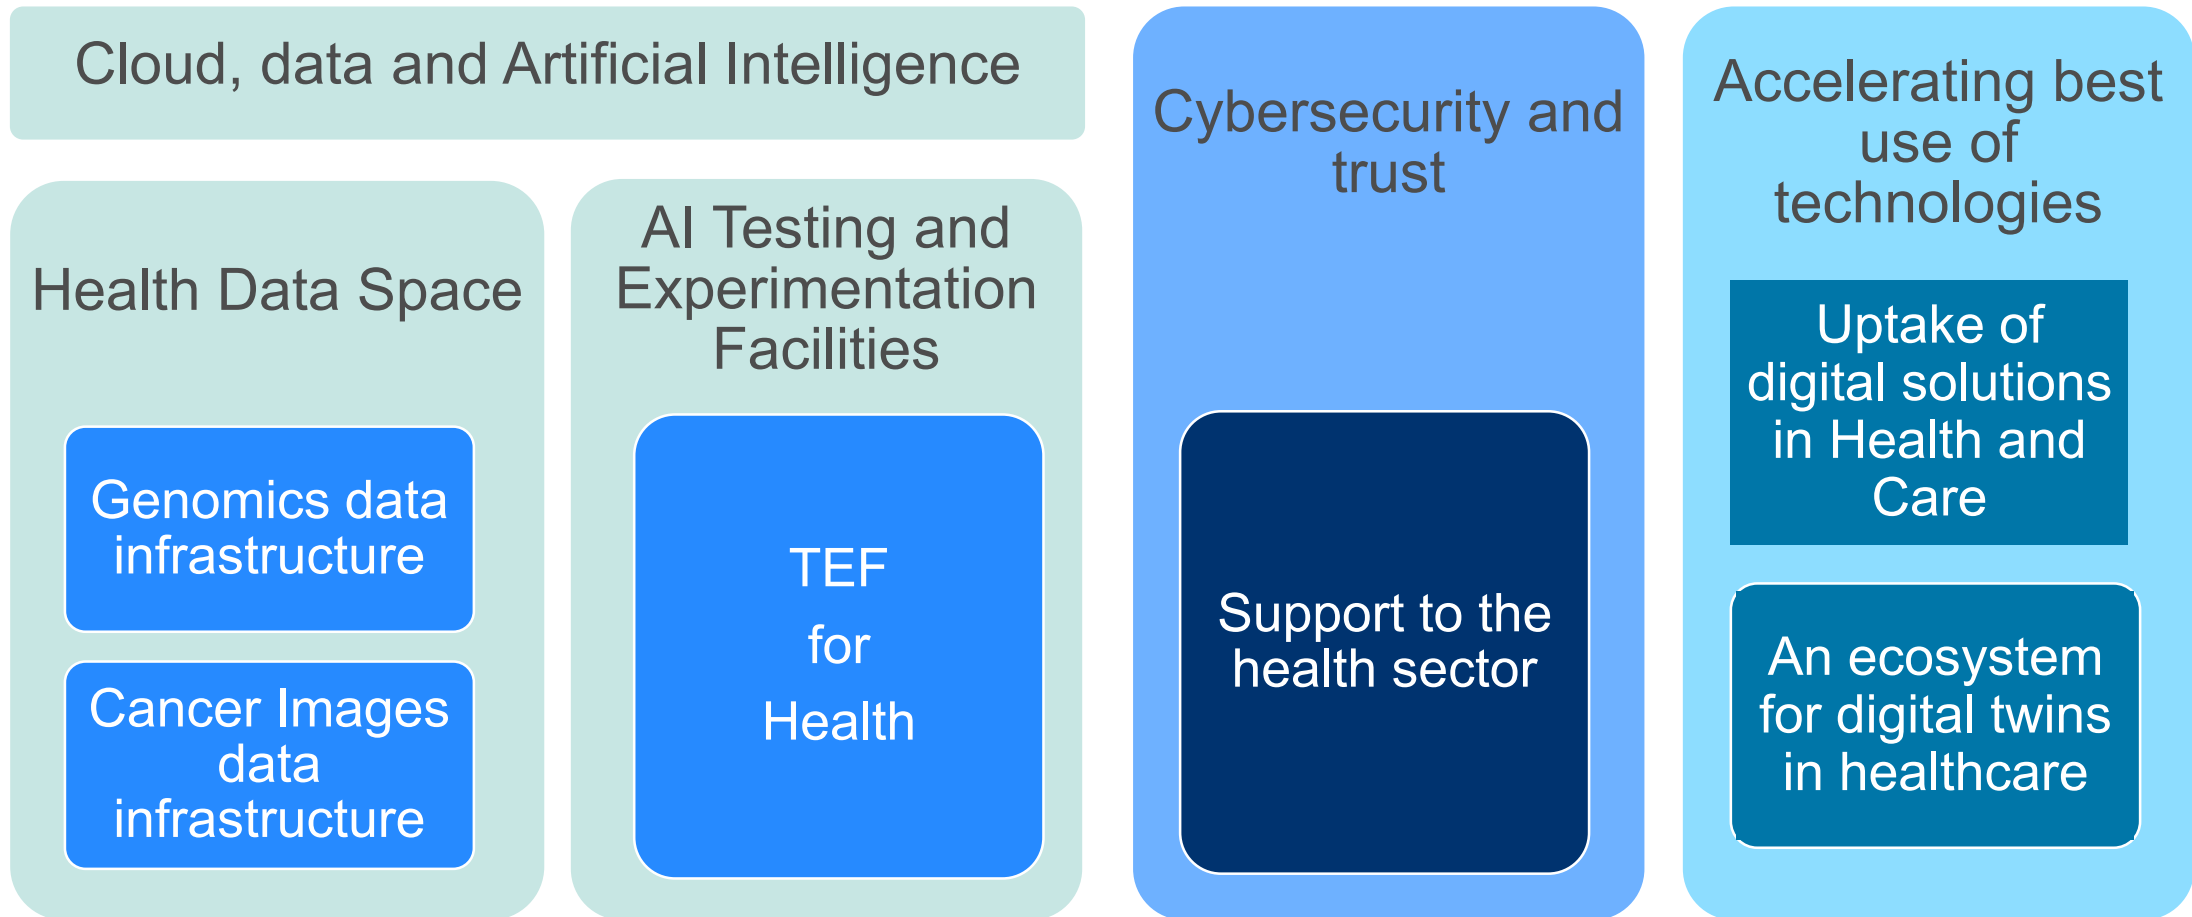 Cloud, data and Artificial Intelligence
Health Data Space
Genomics data
infrastructure
Cancer Images
data
infrastructure
AI Testing and
Experimentation
Facilities
TEF
for
Health
Cybersecurity and
trust
Support to the
health sector
Accelerating best
use of
technologies
Uptake of
digital solutions
in Health and
Care
An ecosystem
for digital twins
in healthcare